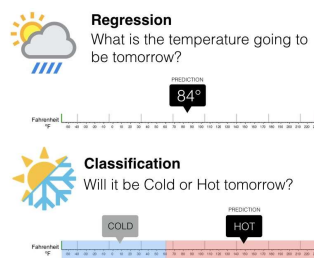 Regression
What is the temperature going to
be tomorrow?
PREDICTION
84°
Fahrenheit
°F
Classification
Will it be Cold or Hot tomorrow?
PREDICTION
COLD
HOT
Fahrenheit
°F